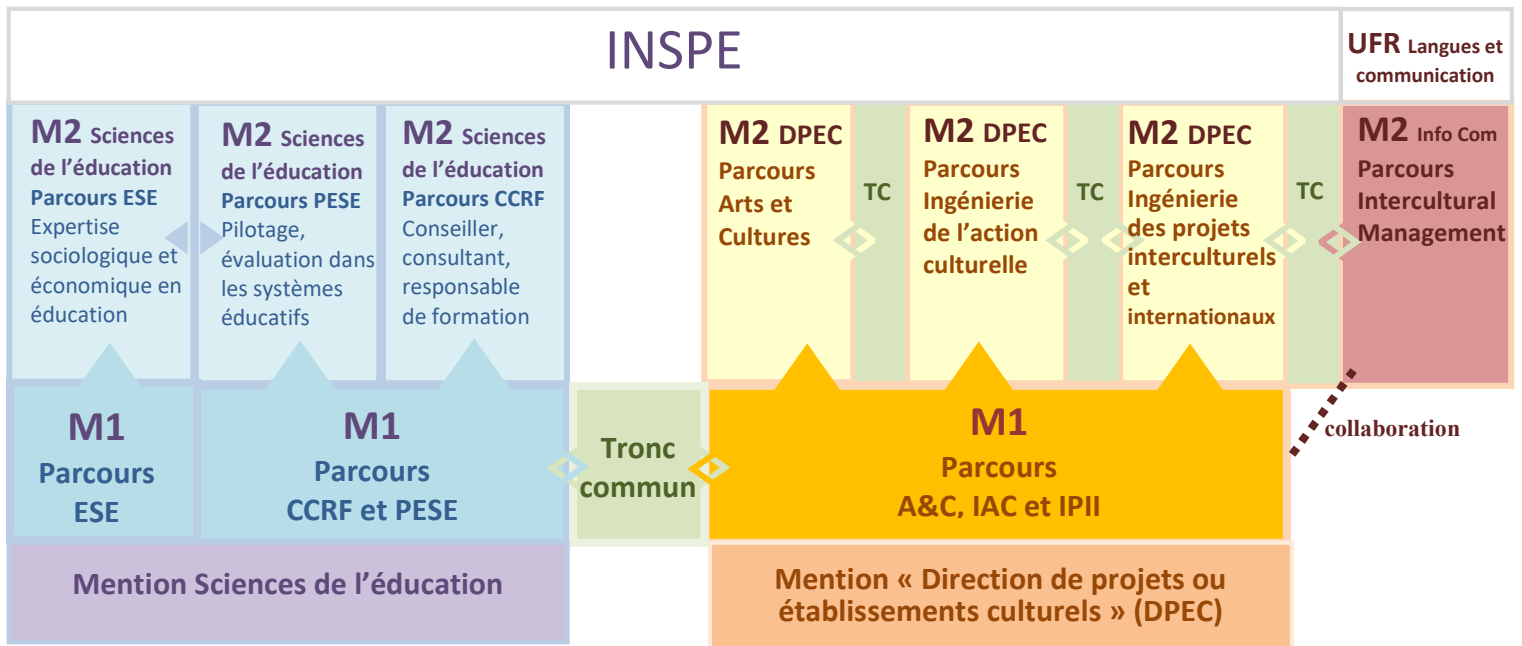 INSPE
UFR Langues et
communication
M2 Sciences
de l'éducation
Parcours ESE
Expertise
sociologique et
économique en
éducation
M2 Sciences
de l'éducation
Parcours PESE
Pilotage,
évaluation dans
les systèmes
éducatifs
M2 Sciences
de l'éducation
Parcours CCRF
Conseiller,
consultant,
responsable
de formation
M2 DPEC
Parcours
Arts et
Cultures
TC
M2 DPEC
Parcours
Ingénierie
de l'action
culturelle
TC
M2 DPEC
Parcours
Ingénierie
des projets
interculturels
et
internationaux
TC
M2 Info Com
Parcours
Intercultural
Management
M1
Parcours
ESE
M1
Parcours
CCRF et PESE
Tronc
commun
M1
Parcours
A&C, IAC et IPII
collaboration
Mention Sciences de l'éducation
Mention « Direction de projets ou
établissements culturels » (DPEC)